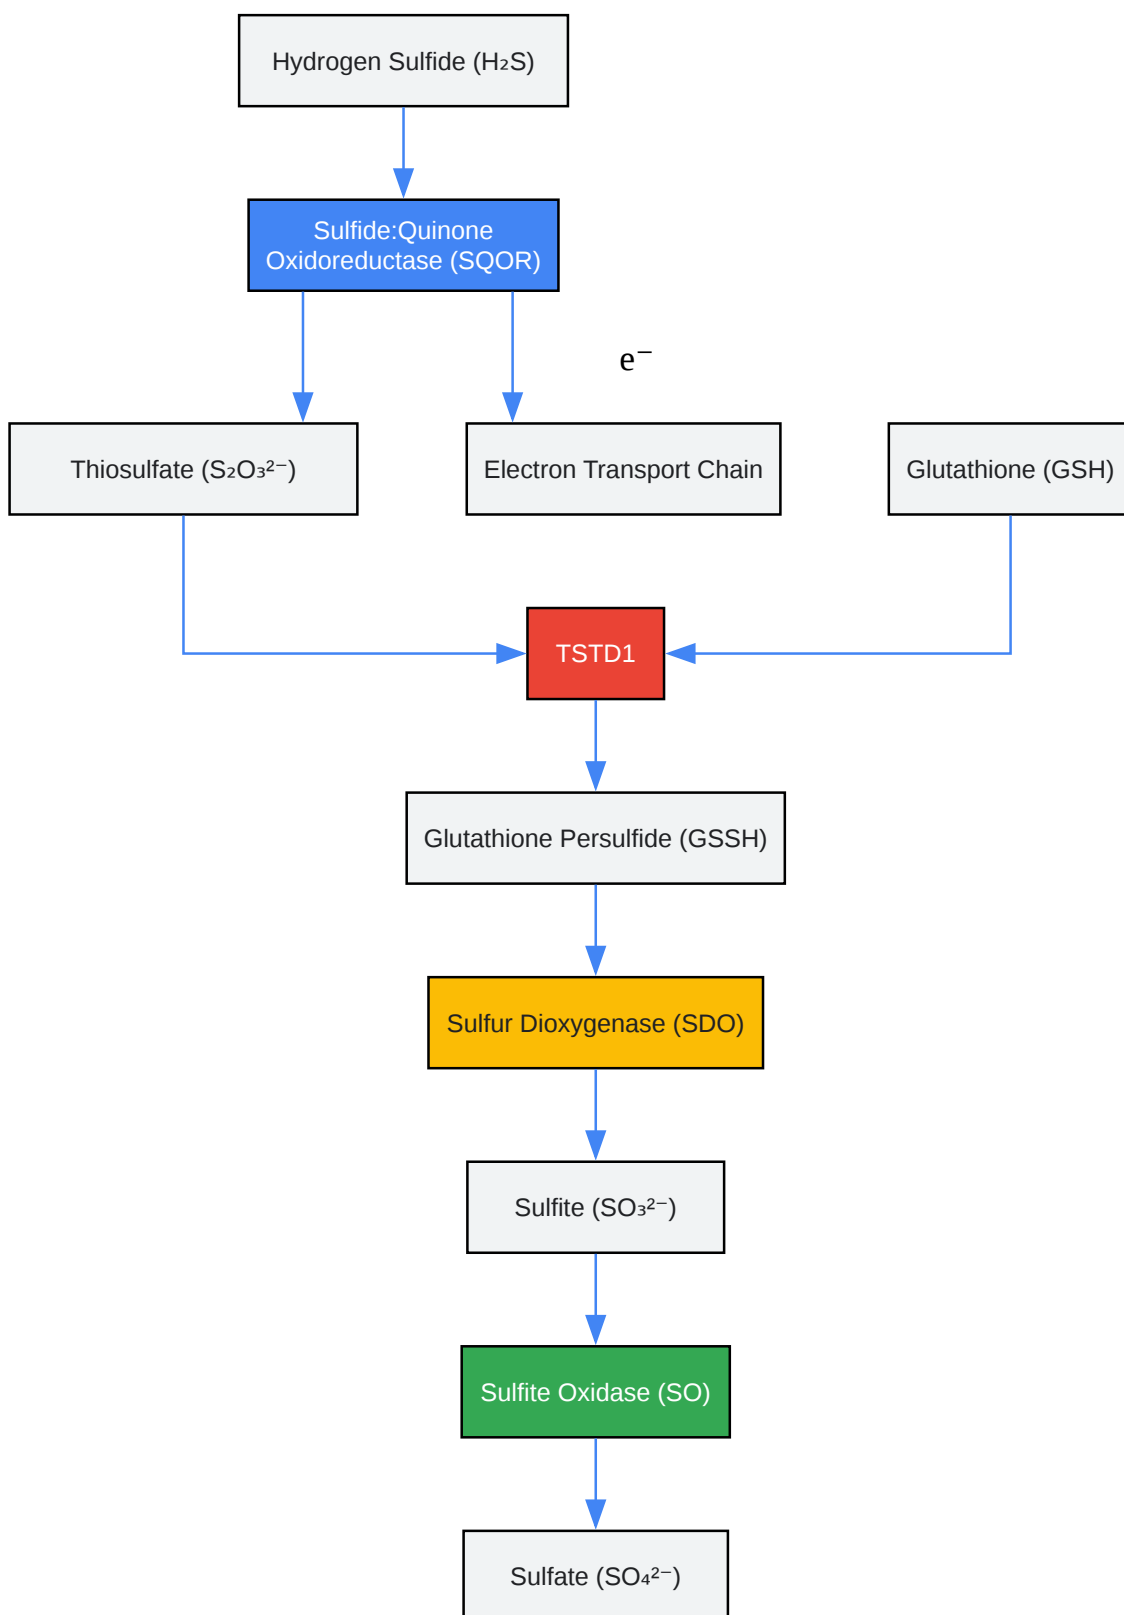 Hydrogen Sulfide (H₂S)
Sulfide:Quinone
Oxidoreductase (SQOR)
e⁻
Thiosulfate (S₂O₃²⁻)
Electron Transport Chain
Glutathione (GSH)
TSTD1
Glutathione Persulfide (GSSH)
Sulfur Dioxygenase (SDO)
Sulfite (SO₃²⁻)
Sulfite Oxidase (SO)
Sulfate (SO₄²⁻)